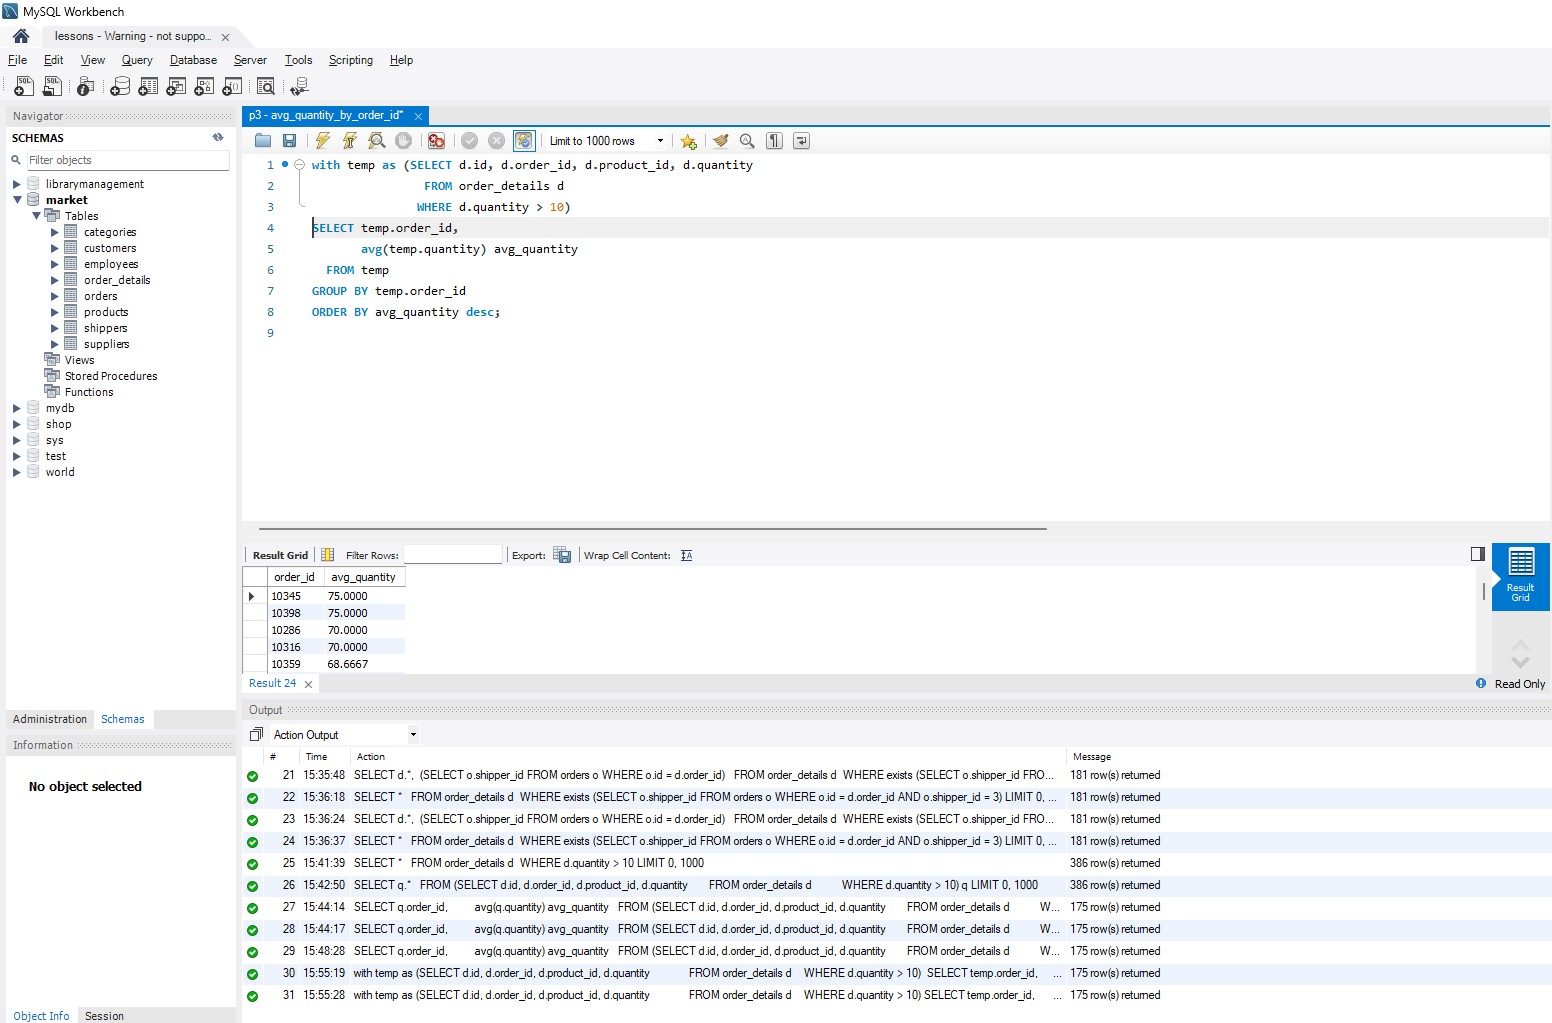 MySQL Workbench
lessons - Warning - not suppo... ×
File Edit View Query Database Server Tools Scripting Help
Navigator
SCHEMAS
Filter objects
librarymanagement
market
Tables
categories
customers
employees
order_details
orders
products
shippers
suppliers
Views
Stored Procedures
Functions
mydb
shop
sys
test
world
Administration Schemas
Information
No object selected
Object Info Session
p3 - avg_quantity_by_order_id* ×
Limit to 1000 rows
1 with temp as (SELECT d.id, d.order_id, d.product_id, d.quantity
2 FROM order_details d
3 WHERE d.quantity > 10)
4 SELECT temp.order_id,
5 avg(temp.quantity) avg_quantity
6 FROM temp
7 GROUP BY temp.order_id
8 ORDER BY avg_quantity desc;
9
Result Grid Filter Rows: Export: Wrap Cell Content:
order_id avg_quantity
10345 75.0000
10398 75.0000
10286 70.0000
10316 70.0000
10359 68.6667
Result Grid
Result 24 ×
Read Only
Output
Action Output
# Time Action Message
21 15:35:48 SELECT d.*, (SELECT o.shipper_id FROM orders o WHERE o.id = d.order_id) FROM order_details d WHERE exists (SELECT o.shipper_id FRO... 181 row(s) returned
22 15:36:18 SELECT * FROM order_details d WHERE exists (SELECT o.shipper_id FROM orders o WHERE o.id = d.order_id AND o.shipper_id = 3) LIMIT 0, ... 181 row(s) returned
23 15:36:24 SELECT d.*, (SELECT o.shipper_id FROM orders o WHERE o.id = d.order_id) FROM order_details d WHERE exists (SELECT o.shipper_id FRO... 181 row(s) returned
24 15:36:37 SELECT * FROM order_details d WHERE exists (SELECT o.shipper_id FROM orders o WHERE o.id = d.order_id AND o.shipper_id = 3) LIMIT 0, ... 181 row(s) returned
25 15:41:39 SELECT * FROM order_details d WHERE d.quantity > 10 LIMIT 0, 1000 386 row(s) returned
26 15:42:50 SELECT q.* FROM (SELECT d.id, d.order_id, d.product_id, d.quantity FROM order_details d WHERE d.quantity > 10) q LIMIT 0, 1000 386 row(s) returned
27 15:44:14 SELECT q.order_id, avg(q.quantity) avg_quantity FROM (SELECT d.id, d.order_id, d.product_id, d.quantity FROM order_details d W... 175 row(s) returned
28 15:44:17 SELECT q.order_id, avg(q.quantity) avg_quantity FROM (SELECT d.id, d.order_id, d.product_id, d.quantity FROM order_details d W... 175 row(s) returned
29 15:48:28 SELECT q.order_id, avg(q.quantity) avg_quantity FROM (SELECT d.id, d.order_id, d.product_id, d.quantity FROM order_details d W... 175 row(s) returned
30 15:55:19 with temp as (SELECT d.id, d.order_id, d.product_id, d.quantity FROM order_details d WHERE d.quantity > 10) SELECT temp.order_id, ... 175 row(s) returned
31 15:55:28 with temp as (SELECT d.id, d.order_id, d.product_id, d.quantity FROM order_details d WHERE d.quantity > 10) SELECT temp.order_id, ... 175 row(s) returned